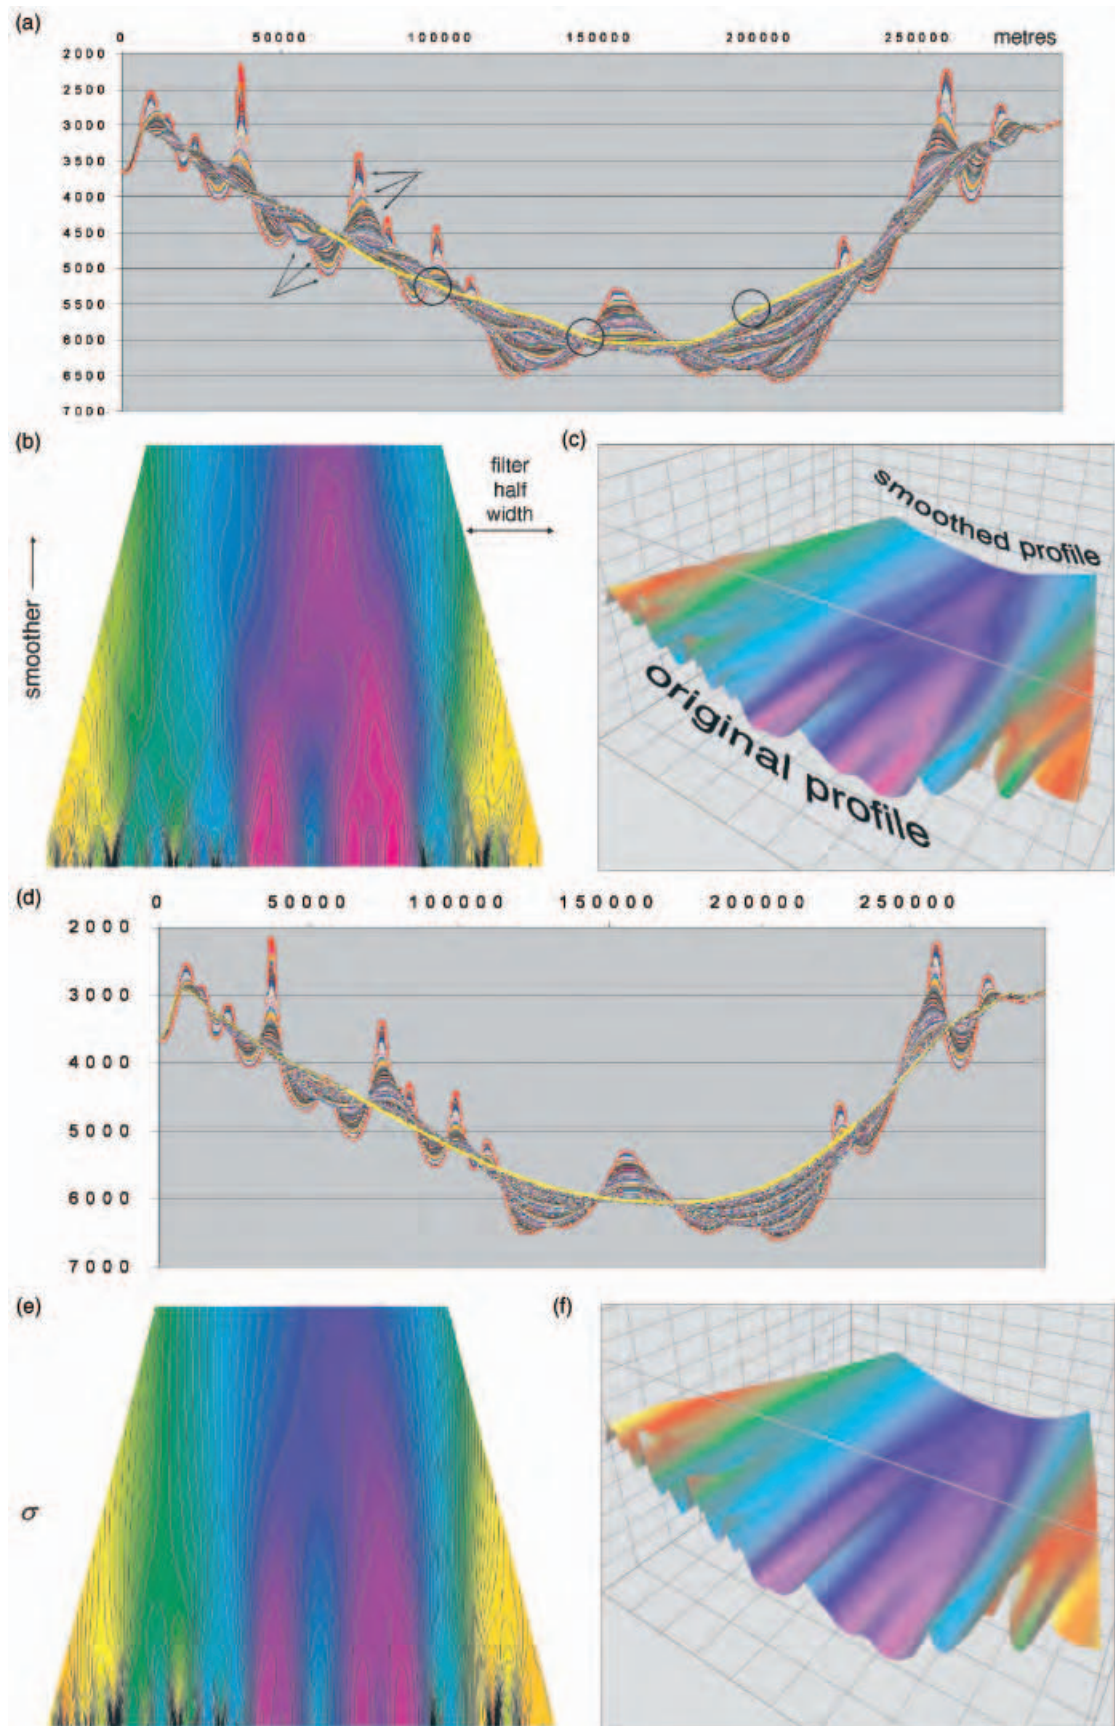 (a)
0 50000 100000 150000 200000 250000 metres
2000
2500
3000
3500
4000
4500
5000
5500
6000
6500
7000
(b)
(c)
filter
half
width
smoother
smoothed profile
original profile
(d)
0 50000 100000 150000 200000 250000
2000
3000
4000
5000
6000
7000
(e)
(f)
σ